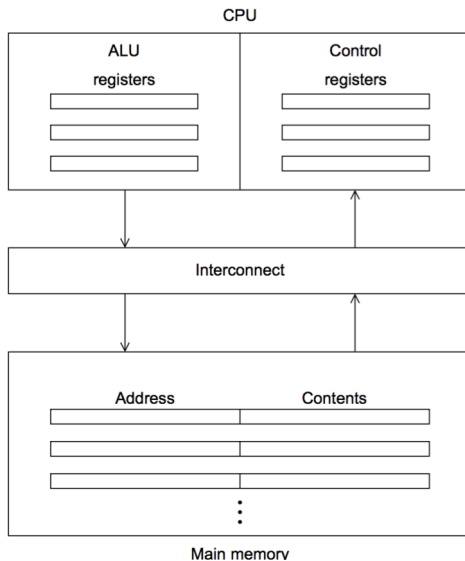 CPU
ALU
registers
Control
registers
Interconnect
Address
Contents
Main memory